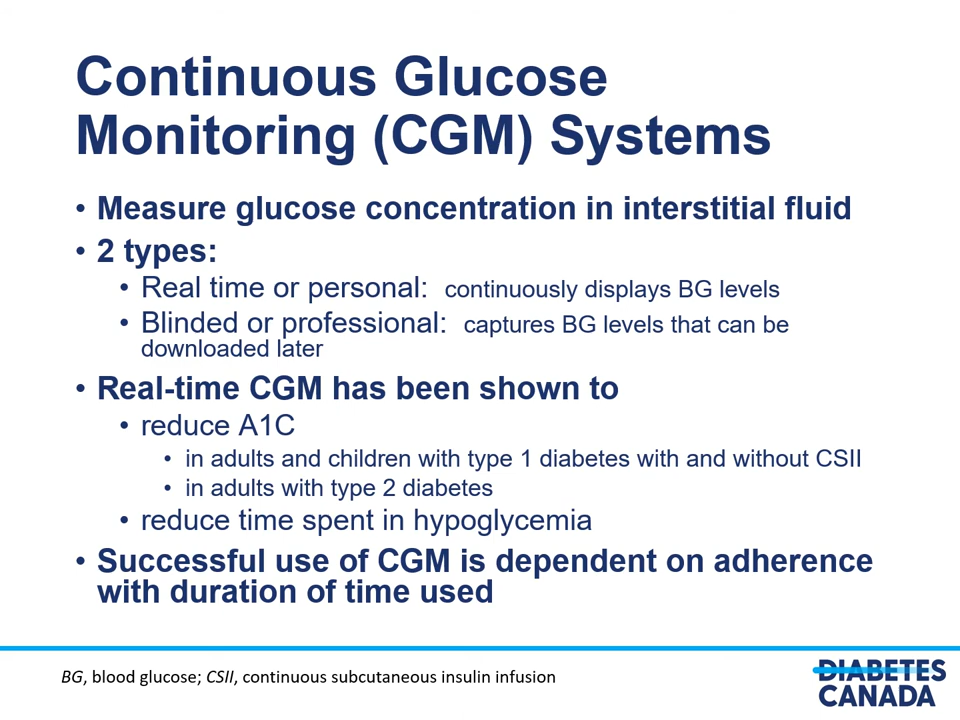 Continuous Glucose
Monitoring (CGM) Systems
• Measure glucose concentration in interstitial fluid
• 2 types:
• Real time or personal: continuously displays BG levels
• Blinded or professional: captures BG levels that can be
downloaded later
• Real-time CGM has been shown to
• reduce A1C
• in adults and children with type 1 diabetes with and without CSII
• in adults with type 2 diabetes
• reduce time spent in hypoglycemia
• Successful use of CGM is dependent on adherence
with duration of time used
BG, blood glucose; CSII, continuous subcutaneous insulin infusion
DIABETES
CANADA